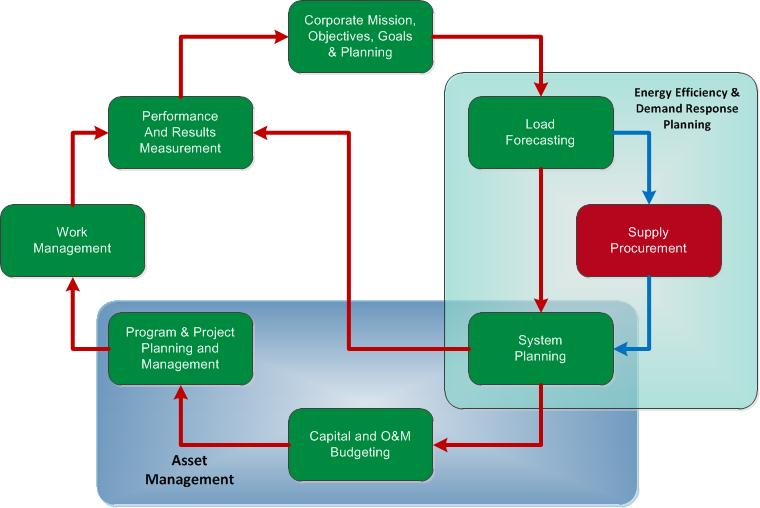 Corporate Mission,
Objectives, Goals
& Planning
Energy Efficiency &
Demand Response
Planning
Performance
And Results
Measurement
Load
Forecasting
Work
Management
Supply
Procurement
Program & Project
Planning and
Management
System
Planning
Capital and O&M
Budgeting
Asset
Management